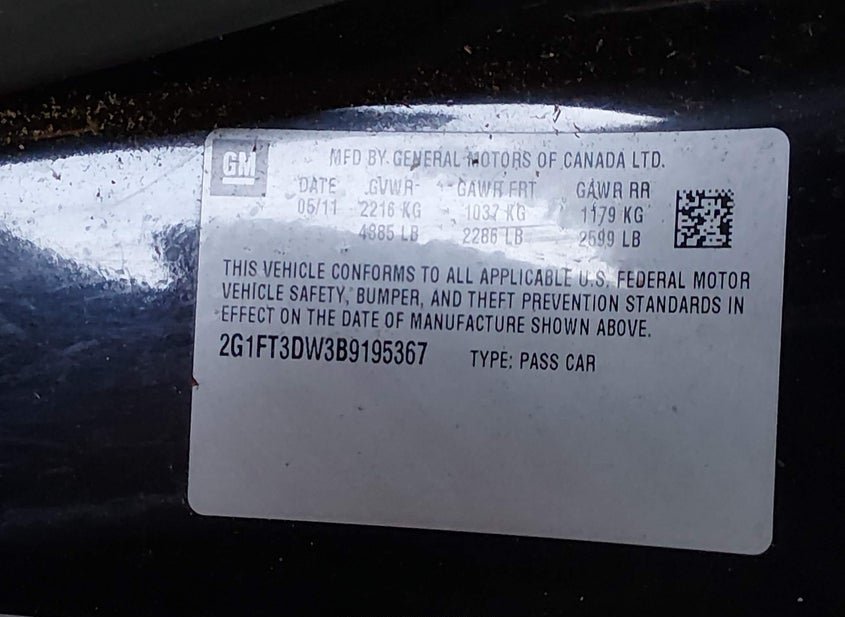 GM
MFD BY GENERAL MOTORS OF CANADA LTD.
DATE GVWR GAWR FRT GAWR RR
05/11 2216 KG 1037 KG 1179 KG
4885 LB 2286 LB 2599 LB
THIS VEHICLE CONFORMS TO ALL APPLICABLE U.S. FEDERAL MOTOR
VEHICLE SAFETY, BUMPER, AND THEFT PREVENTION STANDARDS IN
EFFECT ON THE DATE OF MANUFACTURE SHOWN ABOVE.
2G1FT3DW3B9195367 TYPE: PASS CAR